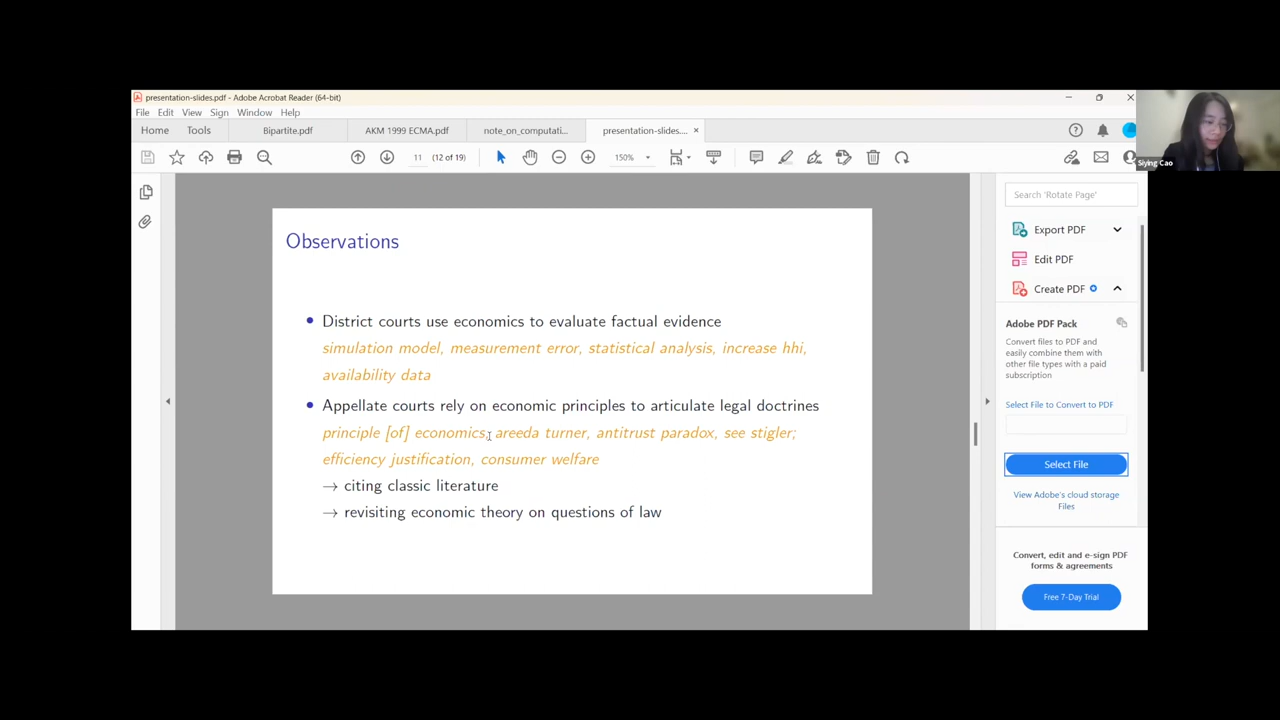 presentation-slides.pdf - Adobe Acrobat Reader (64-bit)
File Edit View Sign Window Help
Home Tools Bipartite.pdf AKM 1999 ECMA.pdf note_on_computati... presentation-slides.... ×
11 (12 of 19) 150%
Siying Cao
Observations
• District courts use economics to evaluate factual evidence
simulation model, measurement error, statistical analysis, increase hhi,
availability data
• Appellate courts rely on economic principles to articulate legal doctrines
principle [of] economics, areeda turner, antitrust paradox, see stigler;
efficiency justification, consumer welfare
→ citing classic literature
→ revisiting economic theory on questions of law
Search 'Rotate Page'
Export PDF
Edit PDF
Create PDF
Adobe PDF Pack
Convert files to PDF and
easily combine them with
other file types with a paid
subscription
Select File to Convert to PDF
Select File
View Adobe's cloud storage
Files
Convert, edit and e-sign PDF
forms & agreements
Free 7-Day Trial